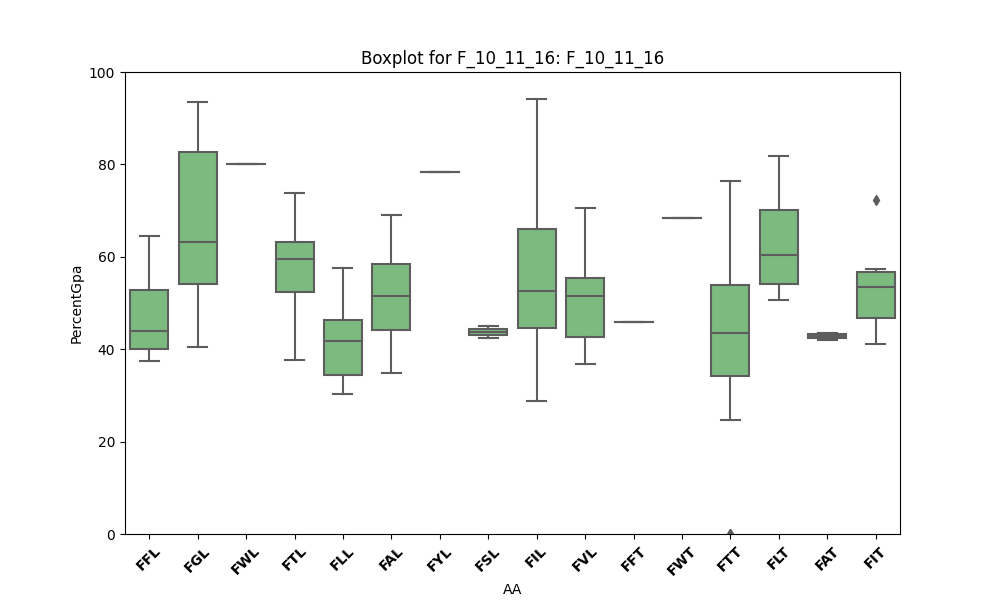 Boxplot for F_10_11_16: F_10_11_16
PercentGpa
100
80
60
40
20
0
FFL FGL FWL FTL FLL FAL FYL FSL FIL FVL FFT FWT FTT FLT FAT FIT
AA